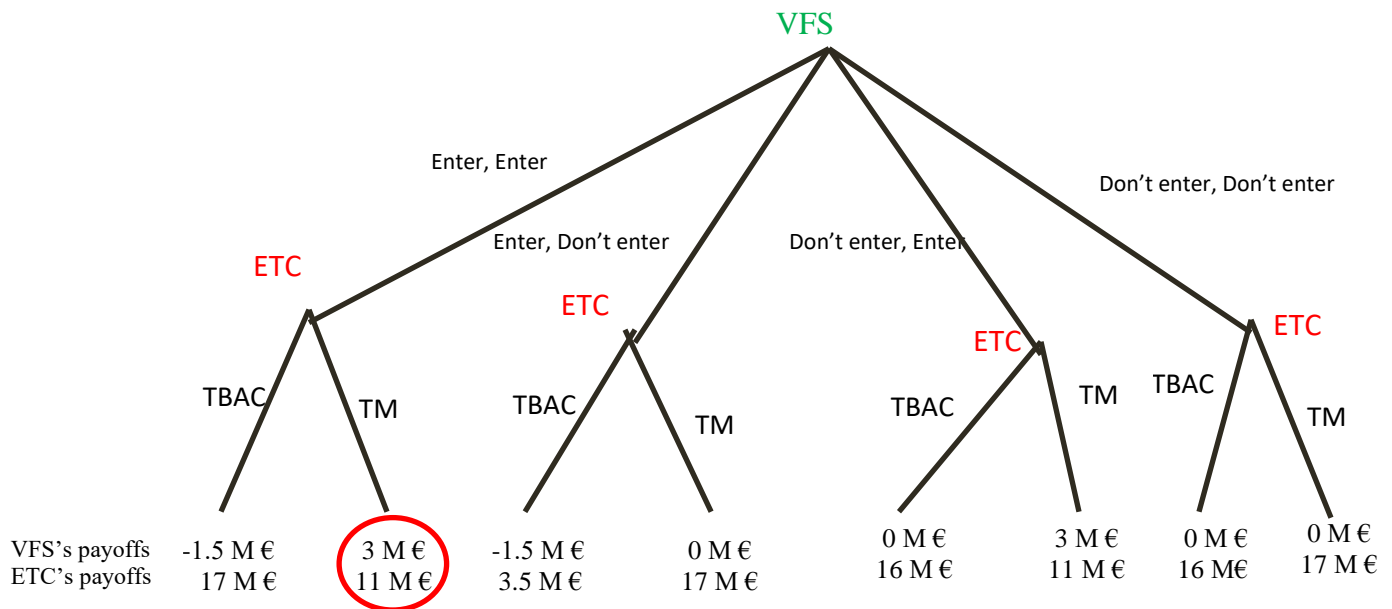 VFS
Enter, Enter
Don’t enter, Don’t enter
Enter, Don’t enter
Don’t enter, Enter
ETC
ETC
ETC
ETC
TBAC
TM
TBAC
TM
TBAC
TM
TBAC
TM
VFS's payoffs -1.5 M € 3 M € -1.5 M € 0 M € 0 M € 3 M € 0 M € 0 M €
ETC's payoffs 17 M € 11 M € 3.5 M € 17 M € 16 M € 11 M € 16 M€ 17 M €